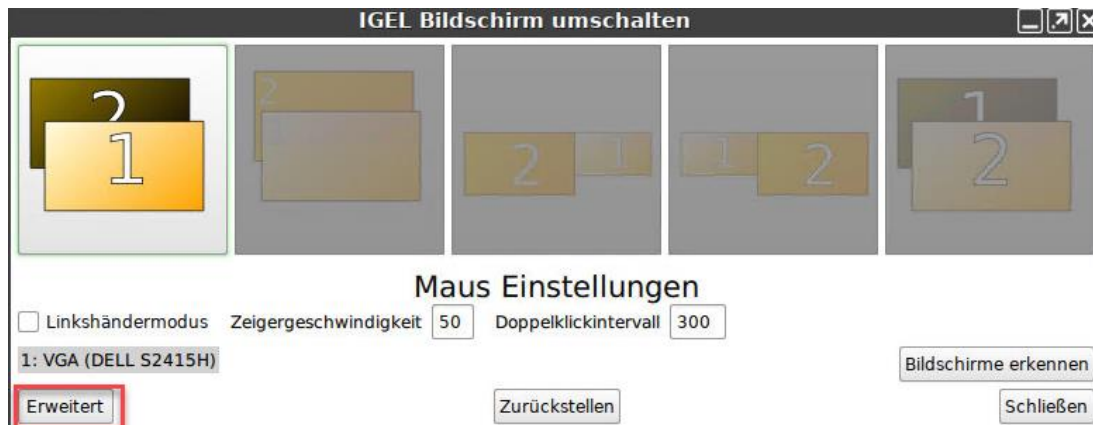 IGEL Bildschirm umschalten
2 1 2 2 1 1 2 1 2
Maus Einstellungen
Linkshändermodus Zeigergeschwindigkeit 50 Doppelklickintervall 300
1: VGA (DELL S2415H) Bildschirme erkennen
Erweitert Zurückstellen Schließen